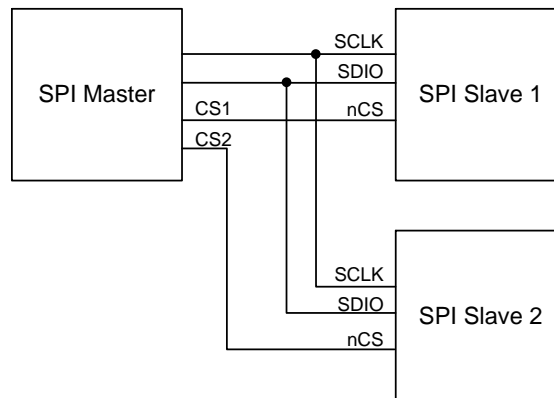 SCLK
SDIO
SPI Master
SPI Slave 1
CS1
nCS
CS2
SCLK
SDIO
SPI Slave 2
nCS